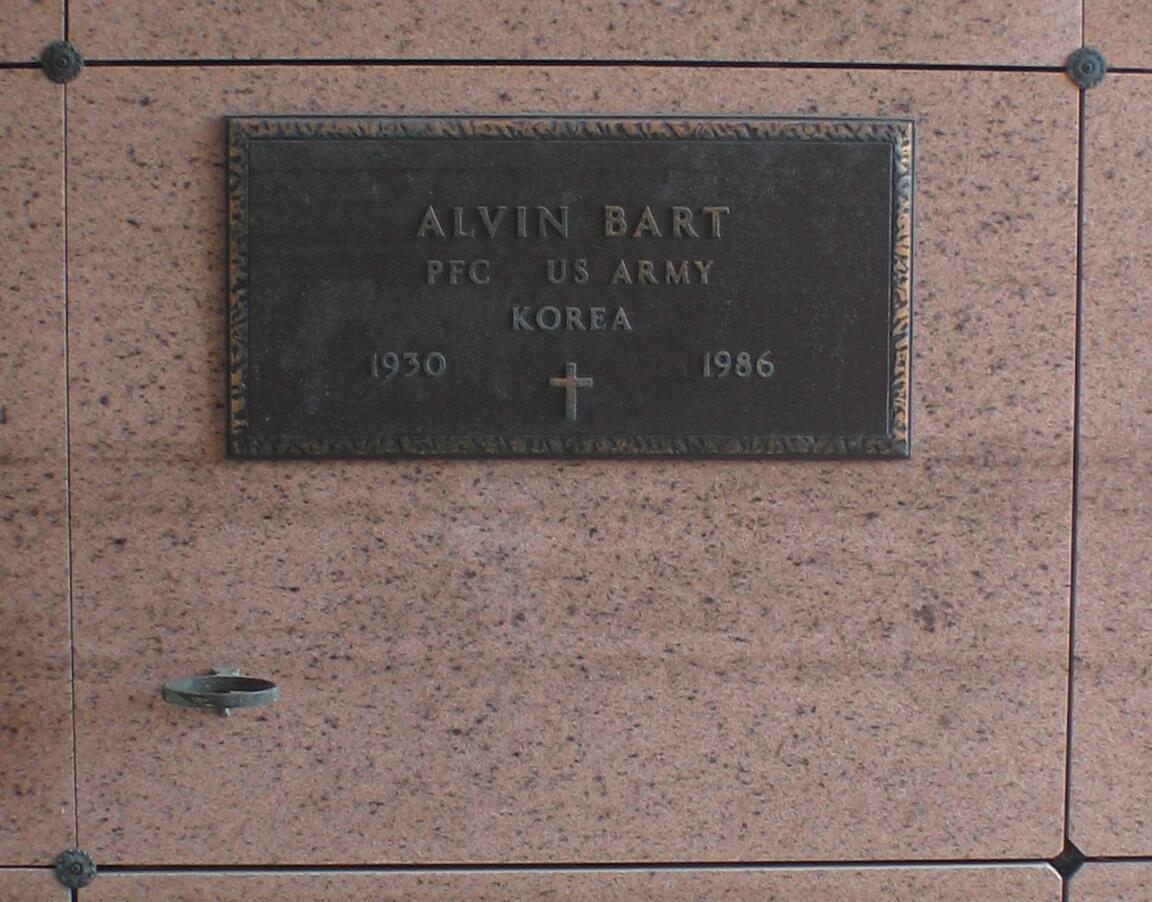 ALVIN BART
PFC US ARMY
KOREA
1930 1986